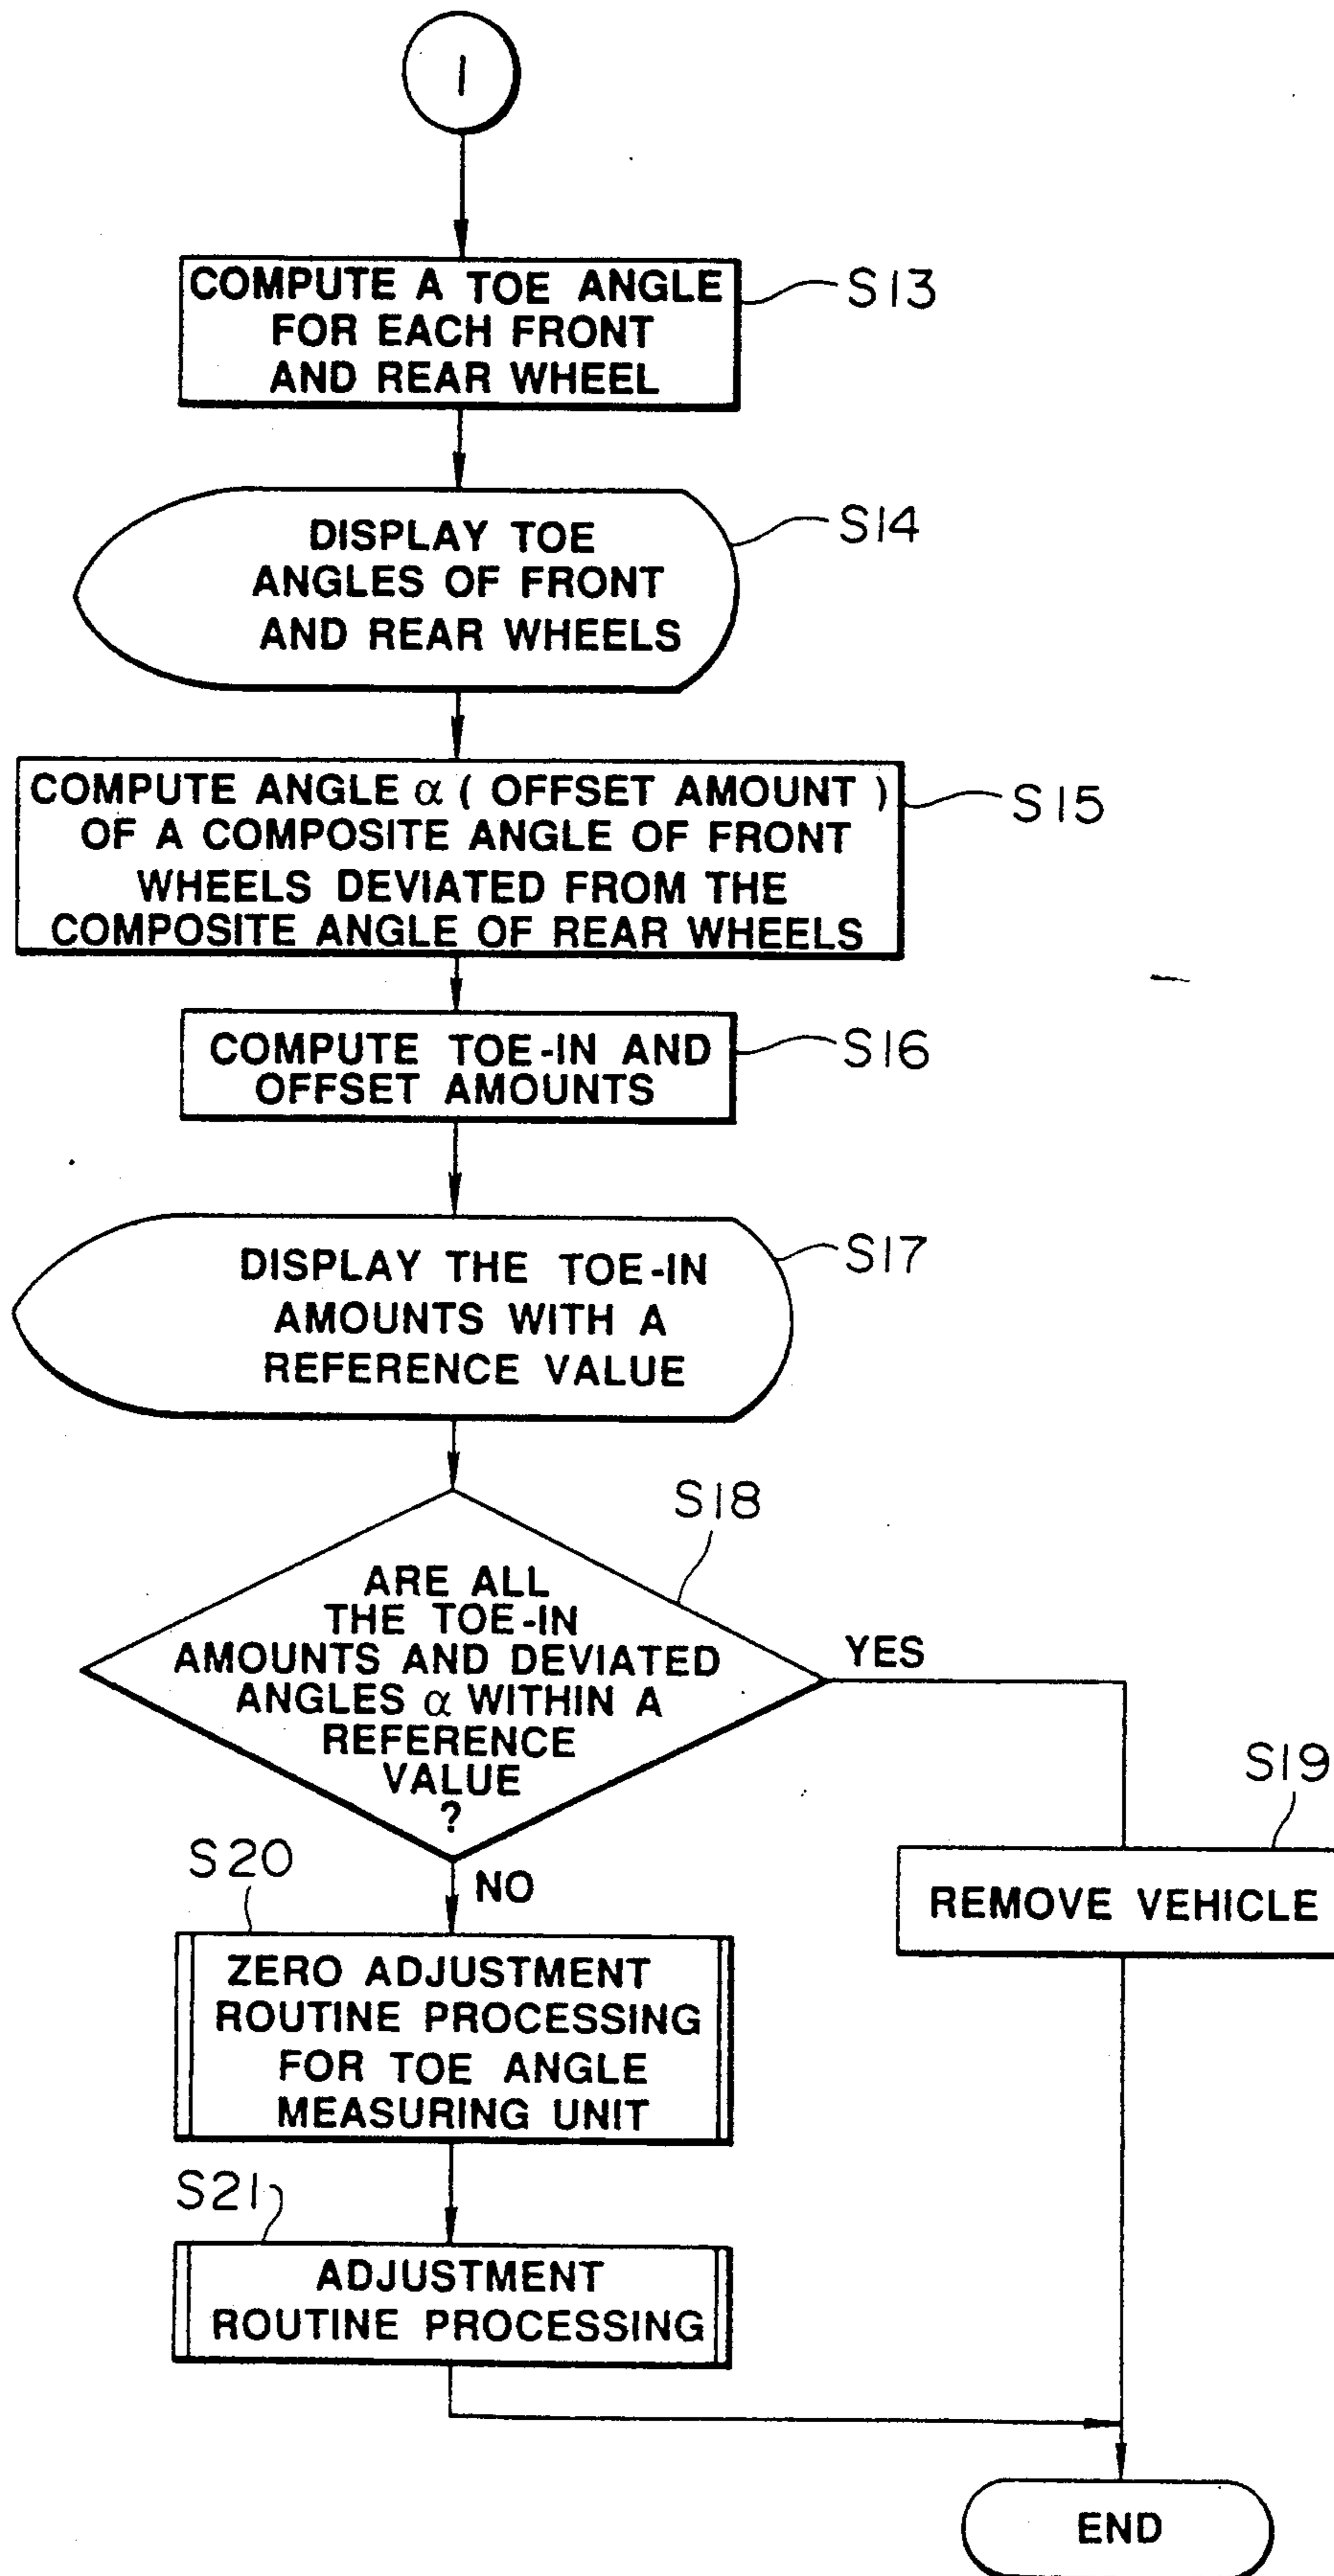 1
COMPUTE A TOE ANGLE
FOR EACH FRONT
AND REAR WHEEL
S13
DISPLAY TOE
ANGLES OF FRONT
AND REAR WHEELS
S14
COMPUTE ANGLE α ( OFFSET AMOUNT )
OF A COMPOSITE ANGLE OF FRONT
WHEELS DEVIATED FROM THE
COMPOSITE ANGLE OF REAR WHEELS
S15
COMPUTE TOE-IN AND
OFFSET AMOUNTS
S16
DISPLAY THE TOE-IN
AMOUNTS WITH A
REFERENCE VALUE
S17
S18
ARE ALL
THE TOE-IN
AMOUNTS AND DEVIATED
ANGLES α WITHIN A
REFERENCE
VALUE
?
YES
S19
REMOVE VEHICLE
NO
S20
ZERO ADJUSTMENT
ROUTINE PROCESSING
FOR TOE ANGLE
MEASURING UNIT
S21
ADJUSTMENT
ROUTINE PROCESSING
END